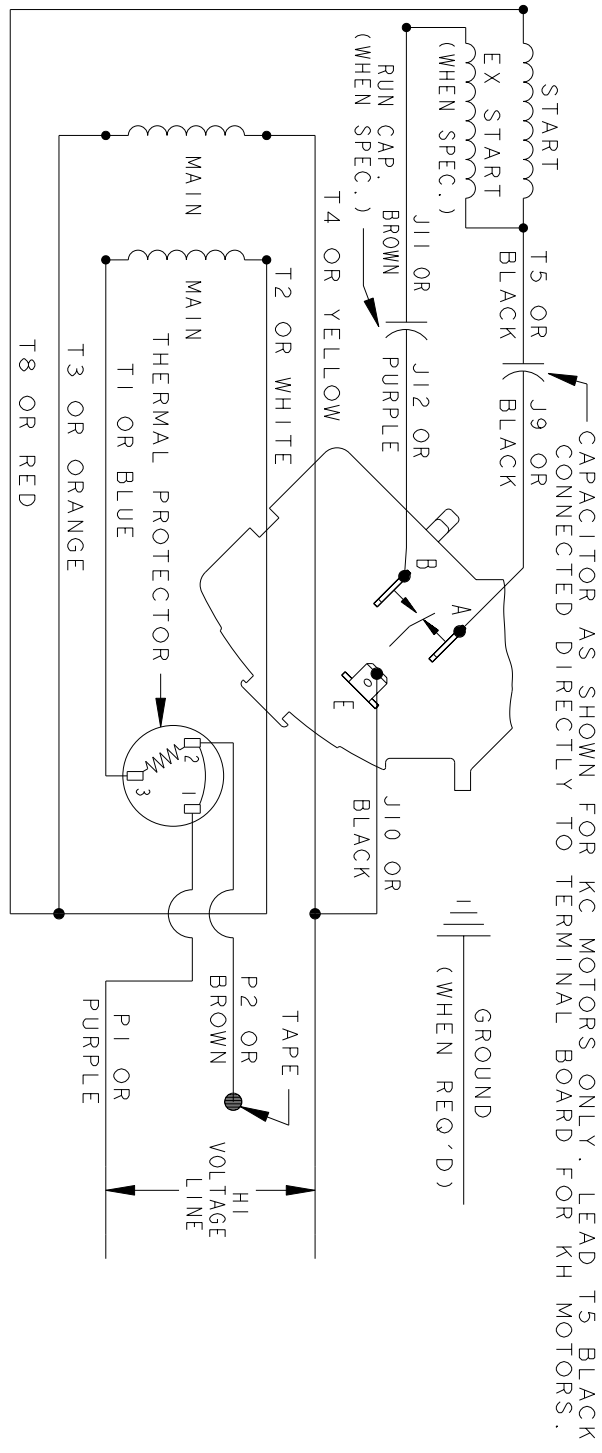 CAPACITOR AS SHOWN FOR KC MOTORS ONLY. LEAD T5 BLACK
CONNECTED DIRECTLY TO TERMINAL BOARD FOR KH MOTORS.
START
T5 OR
BLACK
J9 OR
BLACK
EX START
(WHEN SPEC.)
GROUND
(WHEN REQ'D)
J11 OR
BROWN
J12 OR
PURPLE
RUN CAP.
(WHEN SPEC.)
B
A
E
J10 OR
BLACK
T4 OR YELLOW
T2 OR WHITE
MAIN
MAIN
TAPE
P2 OR
BROWN
HI
VOLTAGE
LINE
THERMAL PROTECTOR
2
1
3
T1 OR BLUE
P1 OR
PURPLE
T3 OR ORANGE
T8 OR RED